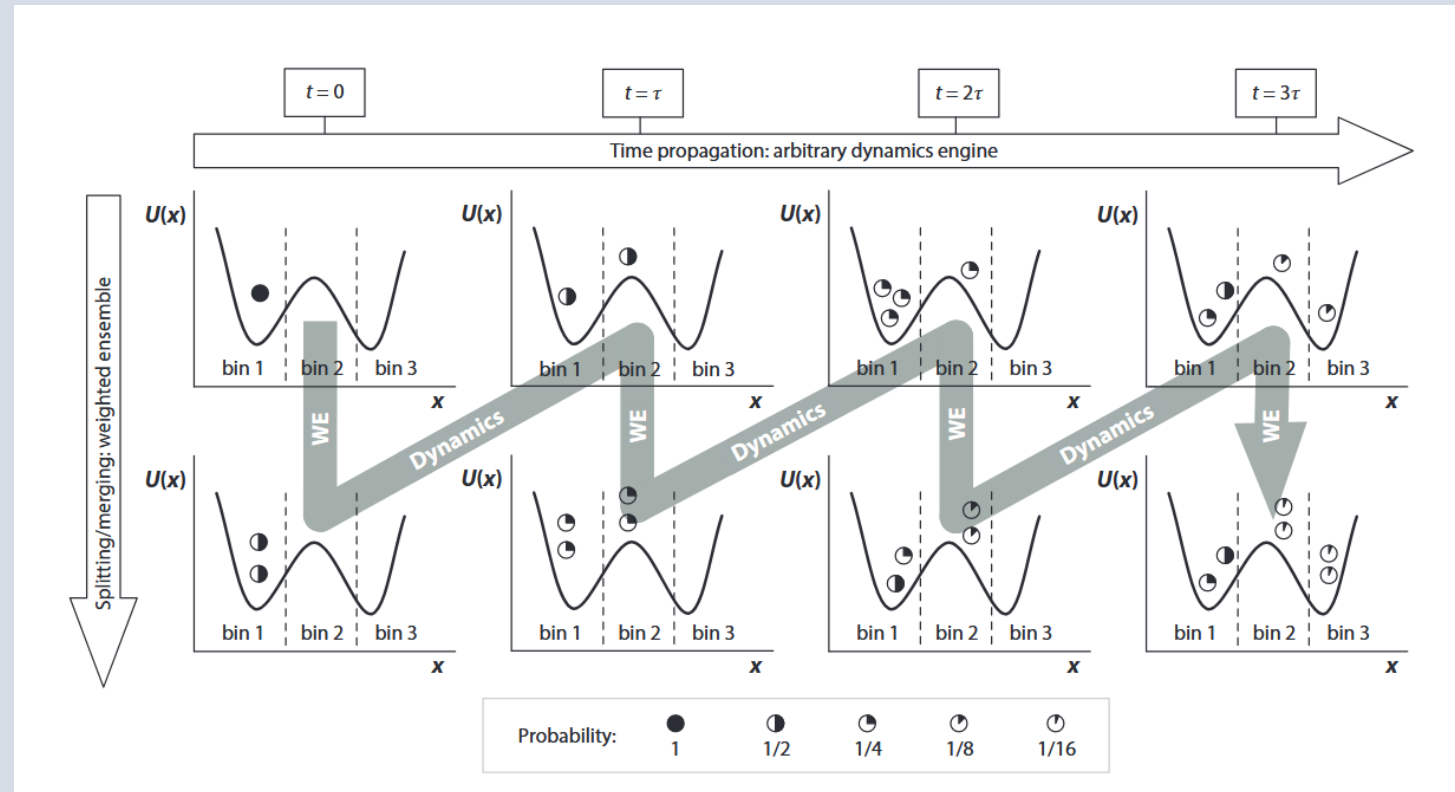 t = 0
t = τ
t = 2τ
t = 3τ
Time propagation: arbitrary dynamics engine
Splitting/merging: weighted ensemble
U(x)
bin 1 bin 2 bin 3
x
U(x)
bin 1 bin 2 bin 3
x
U(x)
bin 1 bin 2 bin 3
x
U(x)
bin 1 bin 2 bin 3
x
WE
Dynamics
WE
Dynamics
WE
Dynamics
WE
U(x)
bin 1 bin 2 bin 3
x
U(x)
bin 1 bin 2 bin 3
x
U(x)
bin 1 bin 2 bin 3
x
U(x)
bin 1 bin 2 bin 3
x
Probability:
1
1/2
1/4
1/8
1/16